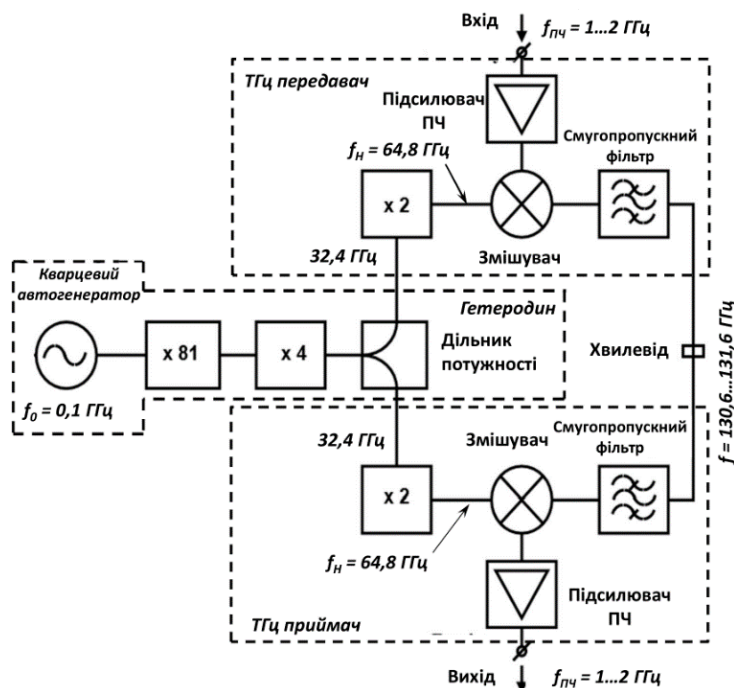 Вхід
f_ПЧ = 1...2 ГГц
ТГц передавач
Підсилювач
ПЧ
f_Н = 64,8 ГГц
Смугопропускний
фільтр
x 2
Змішувач
32,4 ГГц
Кварцевий
автогенератор
Гетеродин
x 81
x 4
Дільник
потужності
Хвилевід
f = 130,6...131,6 ГГц
f_0 = 0,1 ГГц
32,4 ГГц
Змішувач
Смугопропускний
фільтр
x 2
f_Н = 64,8 ГГц
Підсилювач
ПЧ
ТГц приймач
Вихід
f_ПЧ = 1...2 ГГц